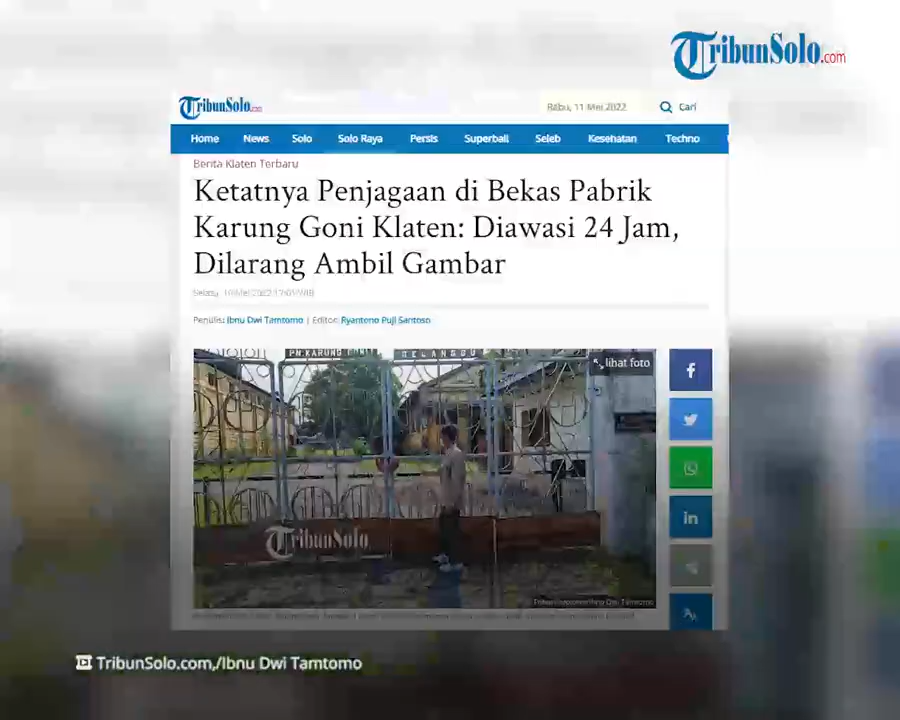 TribunSolo.com
TribunSolo.com
Rabu, 11 Mei 2022
Cari
Home News Solo Solo Raya Persis Superball Seleb Kesehatan Techno
Berita Klaten Terbaru
Ketatnya Penjagaan di Bekas Pabrik
Karung Goni Klaten: Diawasi 24 Jam,
Dilarang Ambil Gambar
Penulis: Ibnu Dwi Tamtomo | Editor: Ryantono Puji Santoso
PN.KARUNG GONI DELANGGU
lihat foto
TribunSolo
TribunSolo.com,/Ibnu Dwi Tamtomo